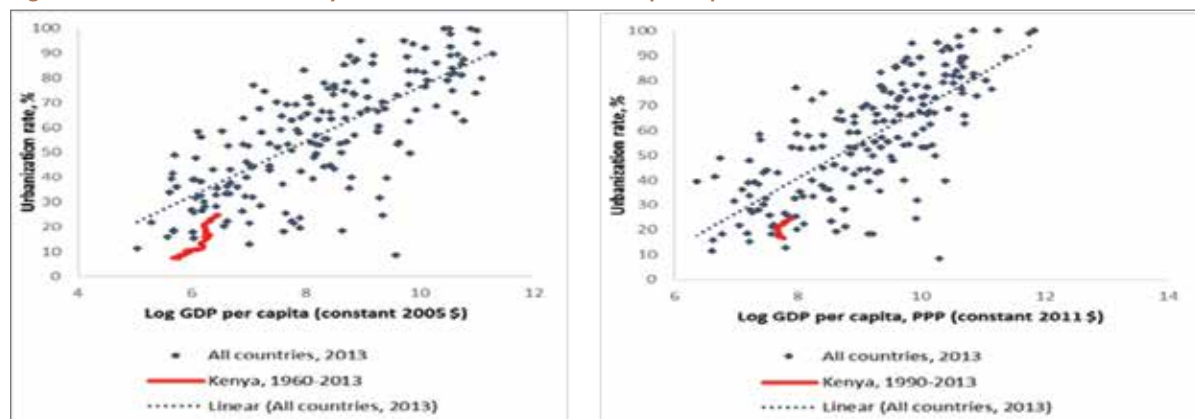 100
90
80
70
60
50
40
30
20
10
0
Urbanization rate, %
4 6 8 10 12
Log GDP per capita (constant 2005 $)
All countries, 2013
Kenya, 1960-2013
Linear (All countries, 2013)
100
90
80
70
60
50
40
30
20
10
0
Urbanization rate, %
6 8 10 12 14
Log GDP per capita, PPP (constant 2011 $)
All countries, 2013
Kenya, 1990-2013
Linear (All countries, 2013)